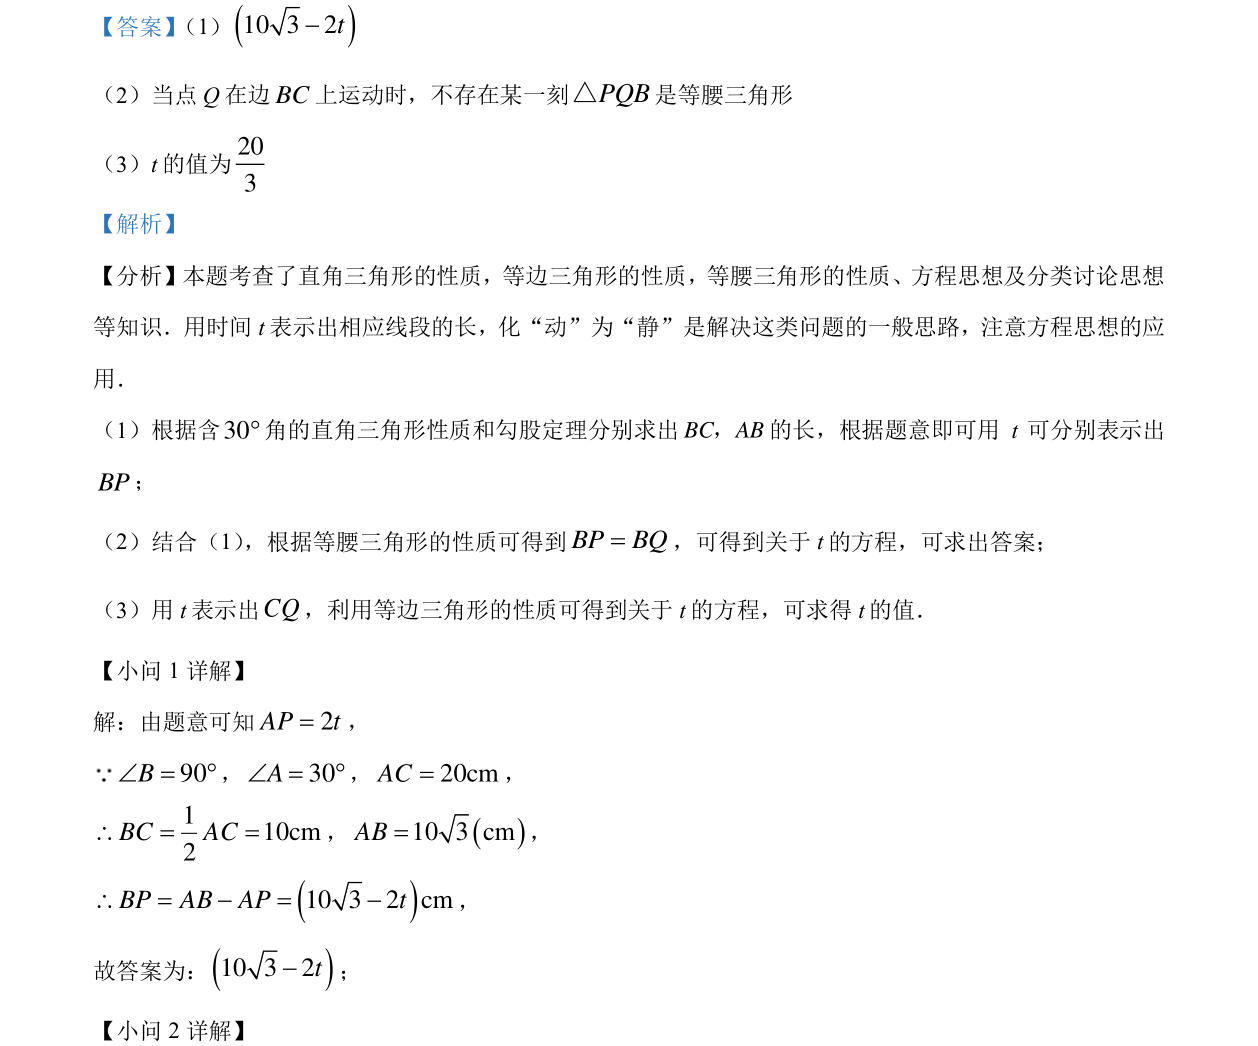 【答案】（1）(10√3−2t)
（2）当点 Q 在边 BC 上运动时，不存在某一刻△PQB 是等腰三角形
（3）t 的值为 20/3
【解析】
【分析】本题考查了直角三角形的性质，等边三角形的性质，等腰三角形的性质、方程思想及分类讨论思想
等知识．用时间 t 表示出相应线段的长，化“动”为“静”是解决这类问题的一般思路，注意方程思想的应
用．
（1）根据含30°角的直角三角形性质和勾股定理分别求出 BC，AB 的长，根据题意即可用 t 可分别表示出
BP；
（2）结合（1），根据等腰三角形的性质可得到 BP = BQ，可得到关于 t 的方程，可求出答案；
（3）用 t 表示出 CQ，利用等边三角形的性质可得到关于 t 的方程，可求得 t 的值．
【小问 1 详解】
解：由题意可知 AP = 2t，
∵∠B = 90°，∠A = 30°，AC = 20cm，
∴BC = 1/2 AC = 10cm，AB = 10√3(cm)，
∴BP = AB − AP = (10√3−2t)cm，
故答案为：(10√3−2t)；
【小问 2 详解】